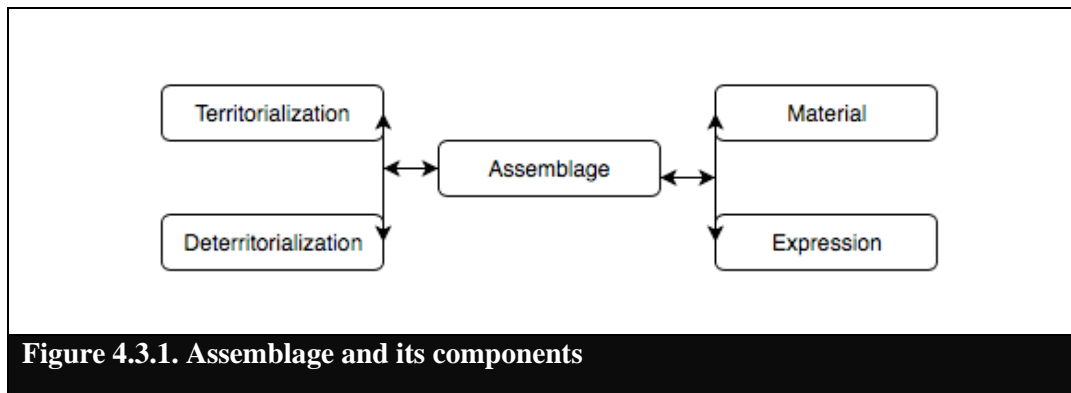 Territorialization
Material
Assemblage
Deterritorialization
Expression
Figure 4.3.1. Assemblage and its components